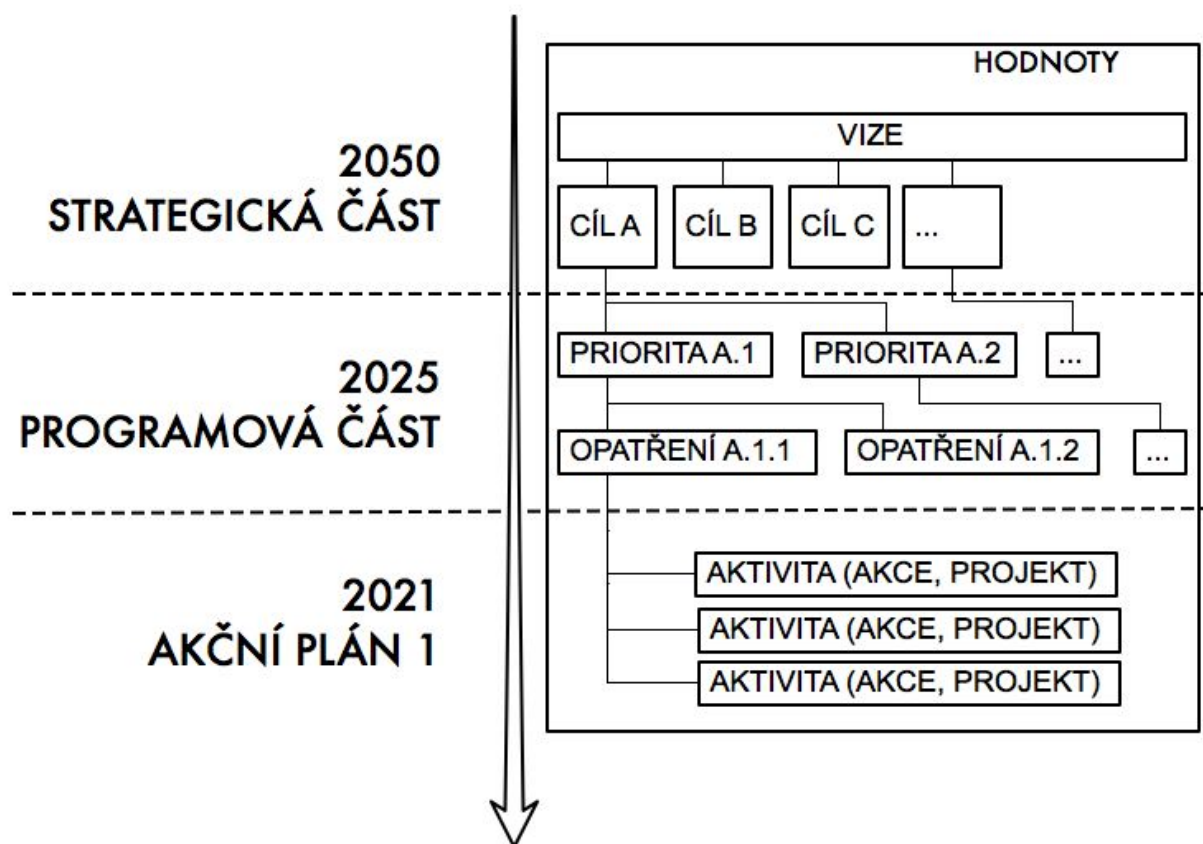 HODNOTY
2050
STRATEGICKÁ ČÁST
VIZE
CÍL A
CÍL B
CÍL C
...
2025
PROGRAMOVÁ ČÁST
PRIORITA A.1
PRIORITA A.2
...
OPATŘENÍ A.1.1
OPATŘENÍ A.1.2
...
2021
AKČNÍ PLÁN 1
AKTIVITA (AKCE, PROJEKT)
AKTIVITA (AKCE, PROJEKT)
AKTIVITA (AKCE, PROJEKT)